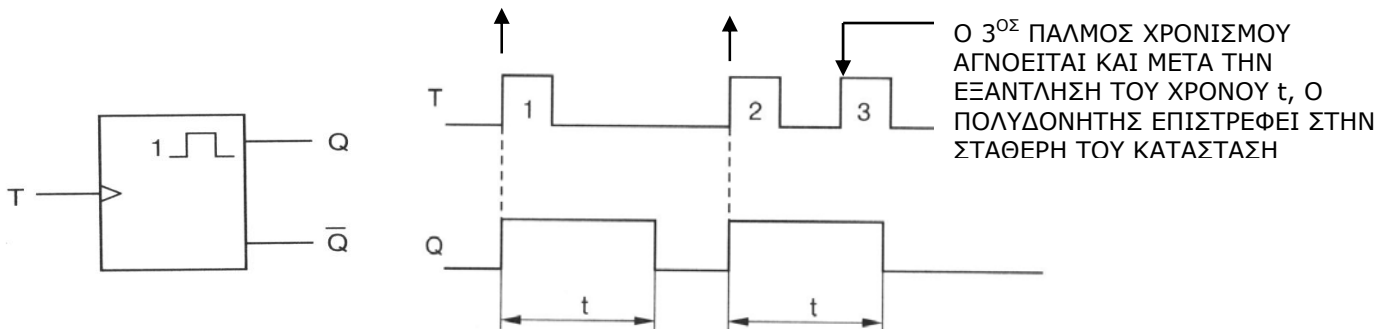 T
1
Q
Q̅
T
1
2
3
Q
t
t
Ο 3ΟΣ ΠΑΛΜΟΣ ΧΡΟΝΙΣΜΟΥ
ΑΓΝΟΕΙΤΑΙ ΚΑΙ ΜΕΤΑ ΤΗΝ
ΕΞΑΝΤΛΗΣΗ ΤΟΥ ΧΡΟΝΟΥ t, Ο
ΠΟΛΥΔΟΝΗΤΗΣ ΕΠΙΣΤΡΕΦΕΙ ΣΤΗΝ
ΣΤΑΘΕΡΗ ΤΟΥ ΚΑΤΑΣΤΑΣΗ